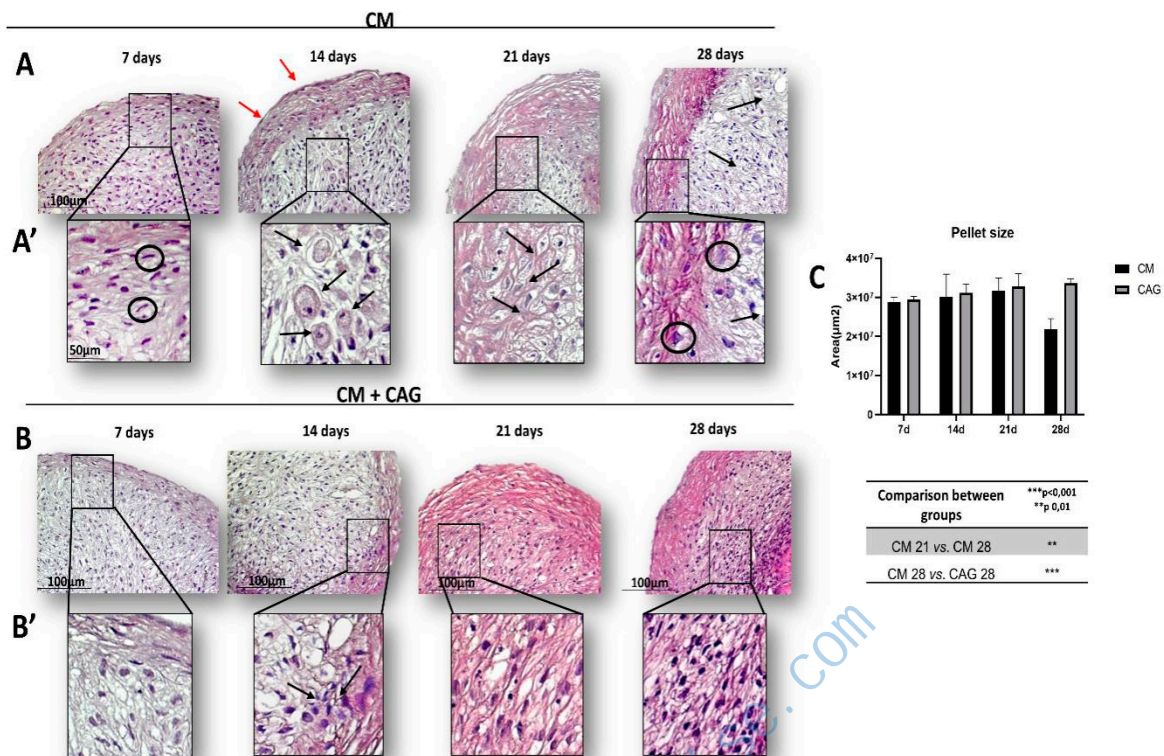 CM
7 days
14 days
21 days
28 days
A
100µm
A'
50µm
CM + CAG
7 days
14 days
21 days
28 days
B
100µm
100µm
100µm
100µm
B'
C
Pellet size
Area(µm2)
4×10⁷
3×10⁷
2×10⁷
1×10⁷
0
7d
14d
21d
28d
CM
CAG
Comparison between groups
***p<0,001
**p 0,01
CM 21 vs. CM 28
**
CM 28 vs. CAG 28
***
.com